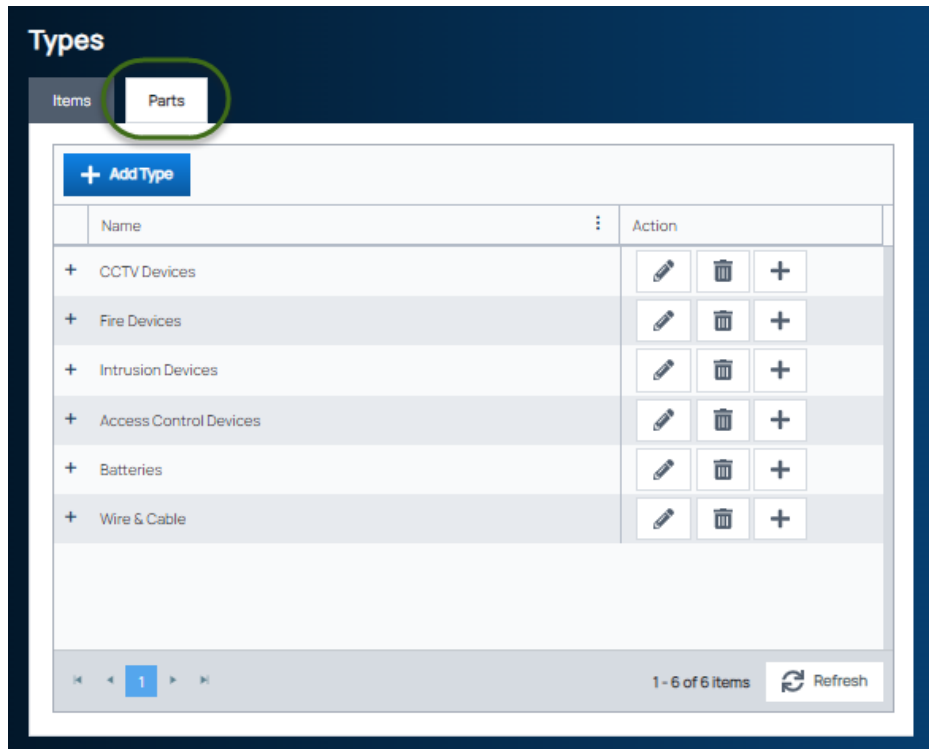 Types
Items Parts
Add Type
Name Action
CCTV Devices
Fire Devices
Intrusion Devices
Access Control Devices
Batteries
Wire & Cable
1 1 - 6 of 6 items Refresh